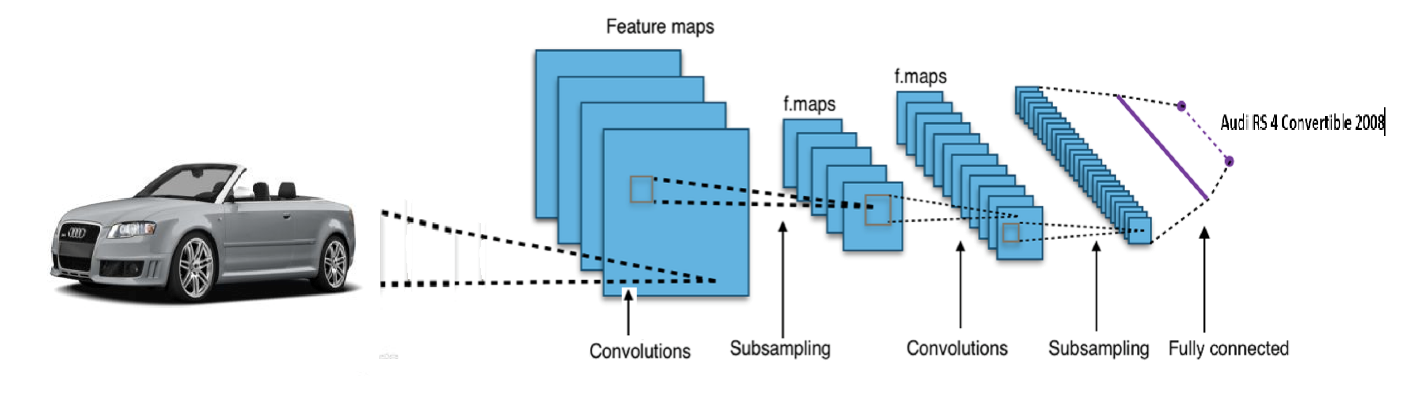 Feature maps
f.maps
f.maps
Audi RS 4 Convertible 2008
Convolutions
Subsampling
Convolutions
Subsampling
Fully connected